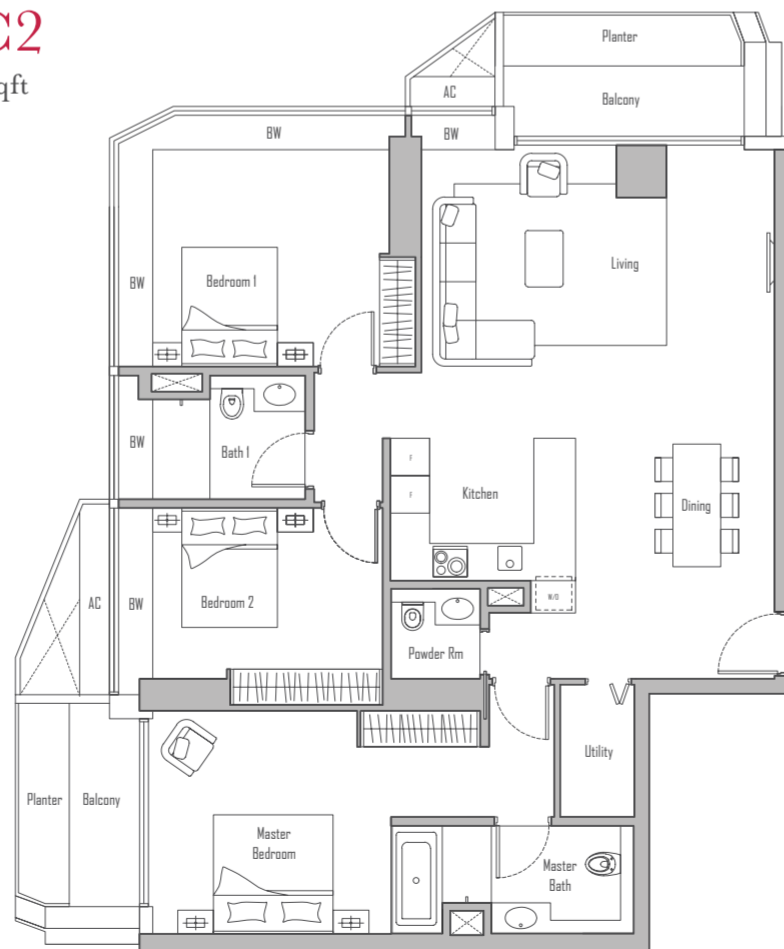 C2
qft
Planter
AC
Balcony
BW
BW
Living
Bedroom 1
BW
BW
Bath 1
F
F
Kitchen
Dining
AC
BW
Bedroom 2
W/D
Powder Rm
Utility
Planter
Balcony
Master
Bedroom
Master
Bath